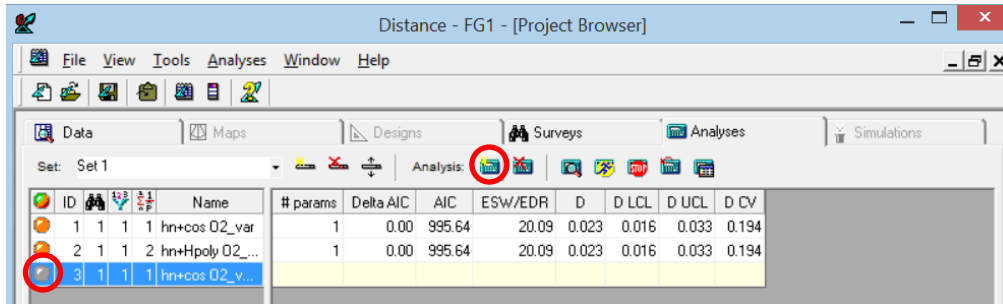 Distance - FG1 - [Project Browser]
File View Tools Analyses Window Help
Data Maps Designs Surveys Analyses Simulations
Set: Set 1 Analysis: STOP
ID Name # params Delta AIC AIC ESW/EDR D D LCL D UCL D CV
1 1 1 1 hn+cos 02_var 1 0.00 995.64 20.09 0.023 0.016 0.033 0.194
2 1 1 2 hn+Hpoly 02_... 1 0.00 995.64 20.09 0.023 0.016 0.033 0.194
3 1 1 1 hn+cos 02_v...